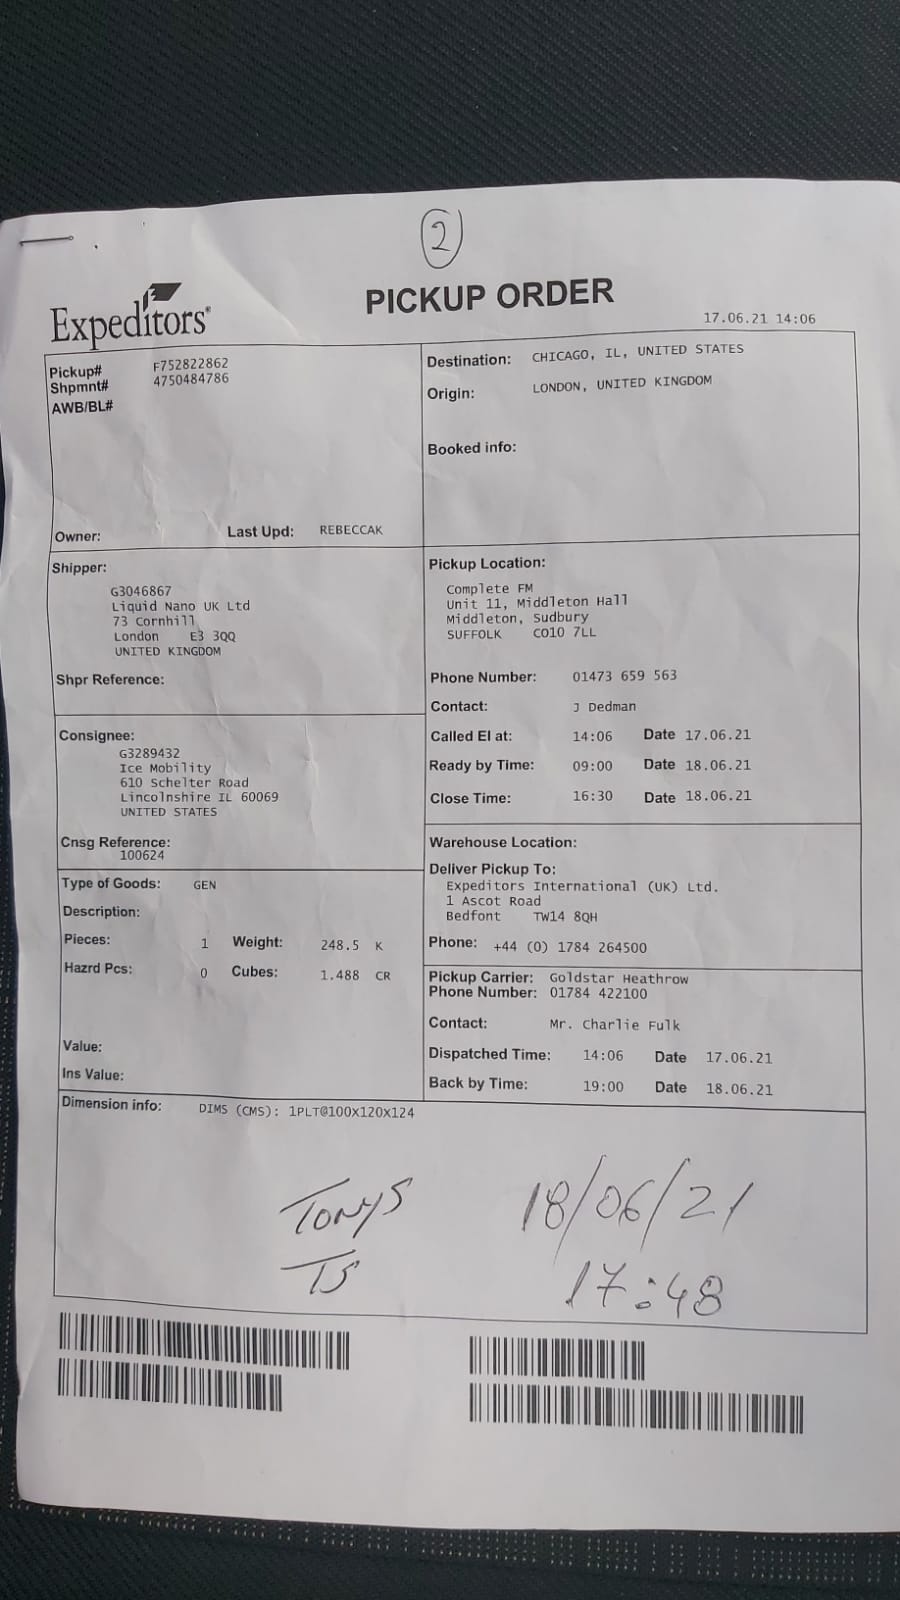 2
Expeditors®
PICKUP ORDER
17.06.21 14:06
Pickup# F752822862
Shpmnt# 4750484786
AWB/BL#
Owner: Last Upd: REBECCAK
Destination: CHICAGO, IL, UNITED STATES
Origin: LONDON, UNITED KINGDOM
Booked info:
Shipper:
G3046867
Liquid Nano UK Ltd
73 Cornhill
London E3 3QQ
UNITED KINGDOM
Shpr Reference:
Consignee:
G3289432
Ice Mobility
610 Schelter Road
Lincolnshire IL 60069
UNITED STATES
Cnsg Reference:
100624
Type of Goods: GEN
Description:
Pieces: 1 Weight: 248.5 K
Hazrd Pcs: 0 Cubes: 1.488 CR
Value:
Ins Value:
Pickup Location:
Complete FM
Unit 11, Middleton Hall
Middleton, Sudbury
SUFFOLK CO10 7LL
Phone Number: 01473 659 563
Contact: J Dedman
Called EI at: 14:06 Date 17.06.21
Ready by Time: 09:00 Date 18.06.21
Close Time: 16:30 Date 18.06.21
Warehouse Location:
Deliver Pickup To:
Expeditors International (UK) Ltd.
1 Ascot Road
Bedfont TW14 8QH
Phone: +44 (0) 1784 264500
Pickup Carrier: Goldstar Heathrow
Phone Number: 01784 422100
Contact: Mr. Charlie Fulk
Dispatched Time: 14:06 Date 17.06.21
Back by Time: 19:00 Date 18.06.21
Dimension info: DIMS (CMS): 1PLT@100X120X124
TONYS 18/06/21
TS 17:48